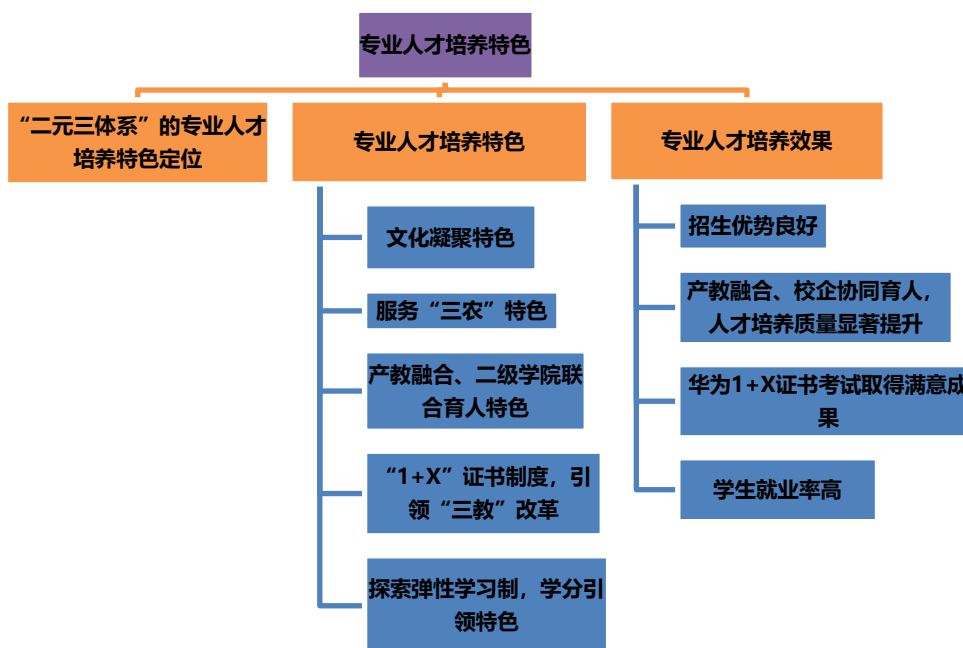 专业人才培养特色
“二元三体系”的专业人才
培养特色定位
专业人才培养特色
文化凝聚特色
服务“三农”特色
产教融合、二级学院联
合育人特色
“1+X”证书制度，引
领“三教”改革
探索弹性学习制，学分引
领特色
专业人才培养效果
招生优势良好
产教融合、校企协同育人，
人才培养质量显著提升
华为1+X证书考试取得满意成
果
学生就业率高